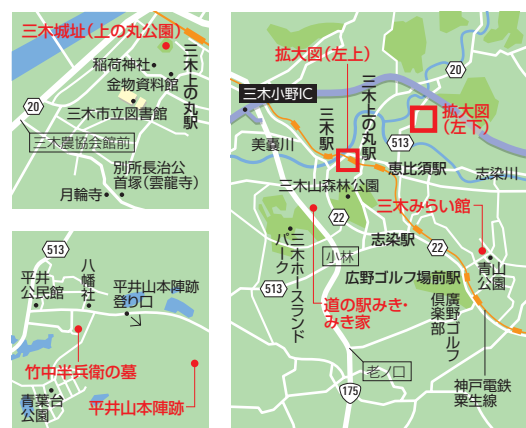 三木城址(上の丸公園)
稲荷神社
金物資料館
三木上の丸駅
20
三木市立図書館
三木農協会館前
別所長治公
首塚(雲龍寺)
月輪寺
513
平井
公民館
八幡社
平井山本陣跡
登り口
竹中半兵衛の墓
青葉台
公園
平井山本陣跡
拡大図(左上)
20
三木小野IC
三木上の丸駅
三木駅
拡大図
(左下)
513
美嚢川
恵比須駅
志染川
三木山森林公園
三木みらい館
22
志染駅
22
三木ホースランド
パーク
小林
青山
公園
広野ゴルフ場前駅
513
道の駅みき・
みき家
廣野ゴルフ
倶楽部
老ノ口
175
神戸電鉄
粟生線